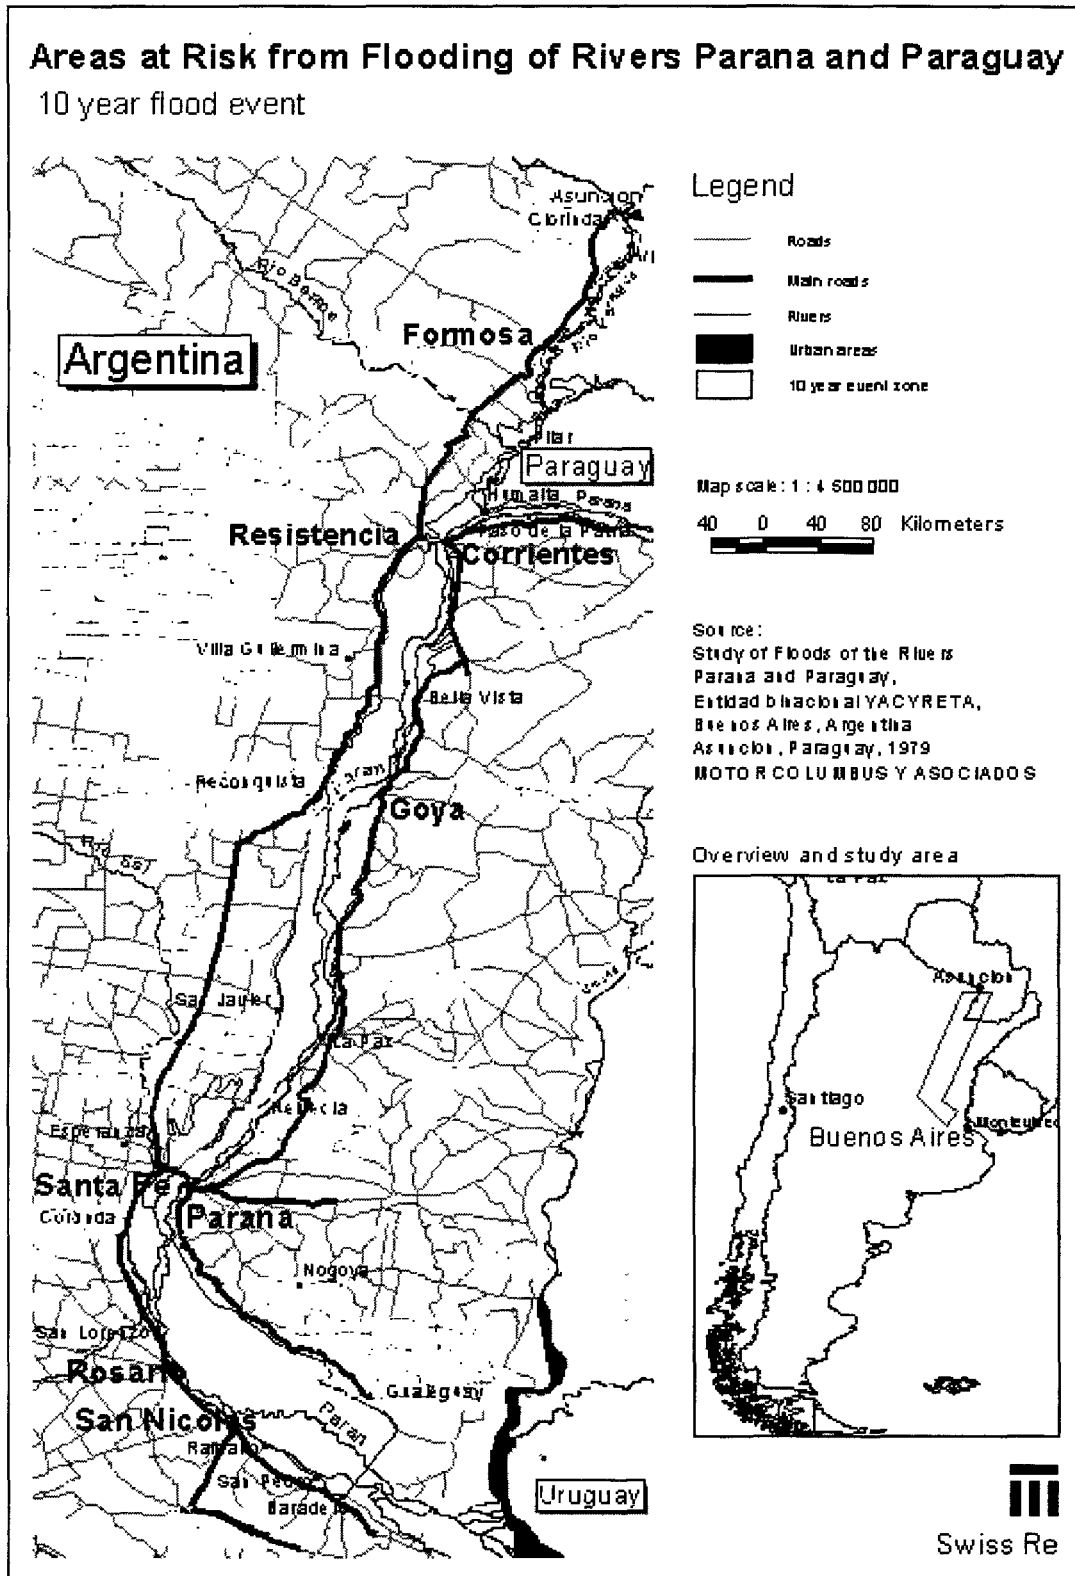 Areas at Risk from Flooding of Rivers Parana and Paraguay
10 year flood event
Asuncion
Clorinda
Formosa
Argentina
Pilar
Paraguay
Humaita
Parana
Resistencia
Paso de la Patria
Corrientes
Villa Guillermina
Bella Vista
Reconquista
Goya
San Javier
La Paz
Esperanza
Santa Fe
Parana
Coronda
Nogoya
San Lorenzo
Rosario
Gualeguay
San Nicolas
Ramallo
San Pedro
Baradero
Uruguay
Legend
Roads
Main roads
Rivers
Urban areas
10 year event zone
Map scale: 1 : 4 500 000
40 0 40 80 Kilometers
Source:
Study of Floods of the Rivers
Parana and Paraguay,
Entidad binacional YACYRETA,
Buenos Aires, Argentina
Asuncion, Paraguay, 1979
MOTOR COLUMBUS Y ASOCIADOS
Overview and study area
La Paz
Asuncion
Santiago
Buenos Aires
Montevideo
Swiss Re